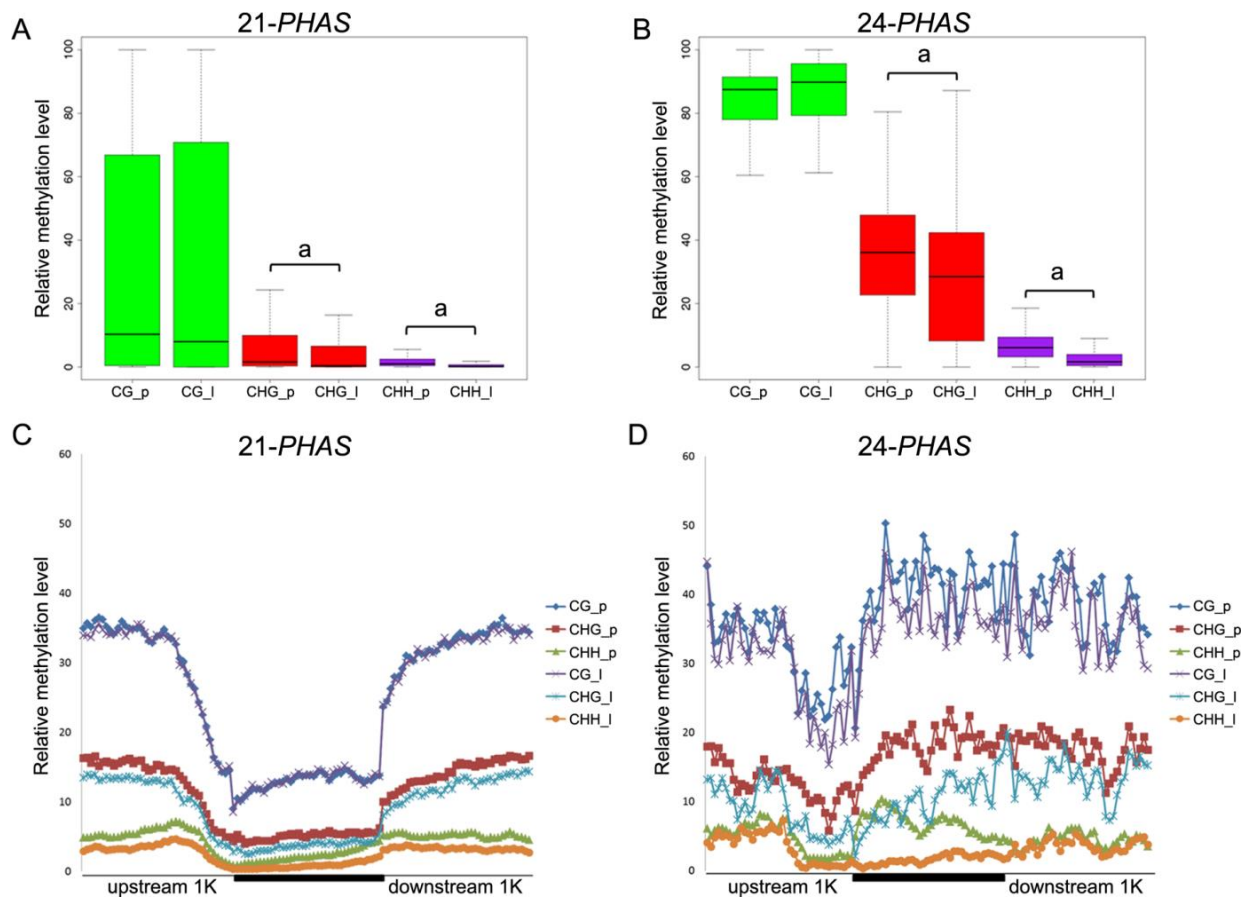 A
21-PHAS
Relative methylation level
100
80
60
40
20
0
a
a
CG_p
CG_l
CHG_p
CHG_l
CHH_p
CHH_l
B
24-PHAS
Relative methylation level
100
80
60
40
20
0
a
a
CG_p
CG_l
CHG_p
CHG_l
CHH_p
CHH_l
C
21-PHAS
Relative methylation level
60
50
40
30
20
10
0
upstream 1K
downstream 1K
CG_p
CHG_p
CHH_p
CG_l
CHG_l
CHH_l
D
24-PHAS
Relative methylation level
60
50
40
30
20
10
0
upstream 1K
downstream 1K
CG_p
CHG_p
CHH_p
CG_l
CHG_l
CHH_l